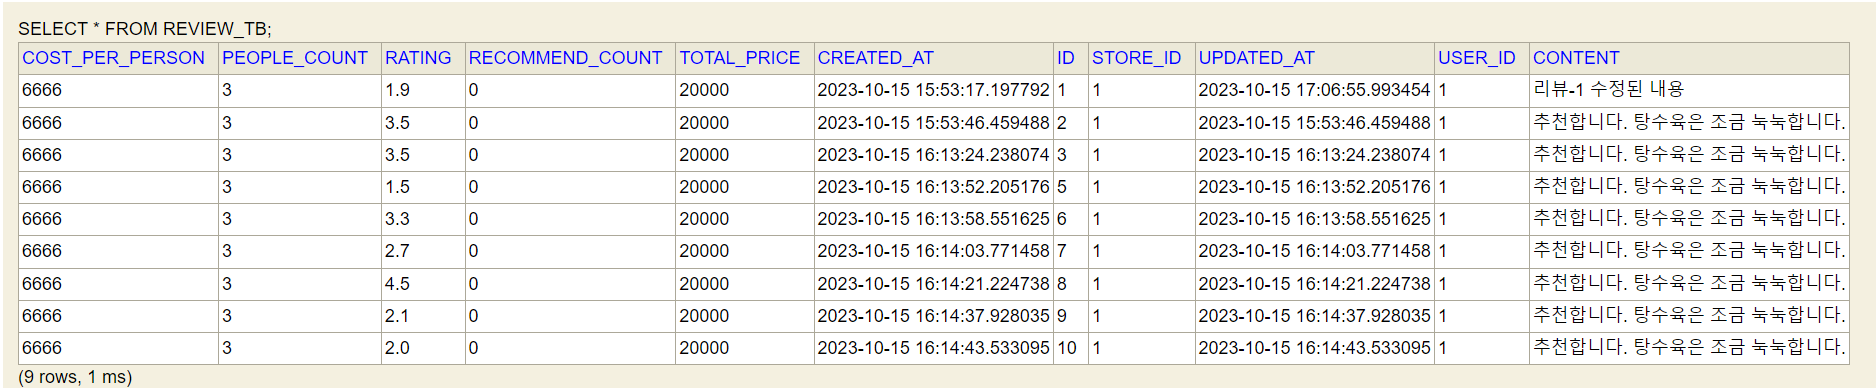 SELECT * FROM REVIEW_TB;
COST_PER_PERSON PEOPLE_COUNT RATING RECOMMEND_COUNT TOTAL_PRICE CREATED_AT ID STORE_ID UPDATED_AT USER_ID CONTENT
6666 3 1.9 0 20000 2023-10-15 15:53:17.197792 1 1 2023-10-15 17:06:55.993454 1 리뷰-1 수정된 내용
6666 3 3.5 0 20000 2023-10-15 15:53:46.459488 2 1 2023-10-15 15:53:46.459488 1 추천합니다. 탕수육은 조금 눅눅합니다.
6666 3 3.5 0 20000 2023-10-15 16:13:24.238074 3 1 2023-10-15 16:13:24.238074 1 추천합니다. 탕수육은 조금 눅눅합니다.
6666 3 1.5 0 20000 2023-10-15 16:13:52.205176 5 1 2023-10-15 16:13:52.205176 1 추천합니다. 탕수육은 조금 눅눅합니다.
6666 3 3.3 0 20000 2023-10-15 16:13:58.551625 6 1 2023-10-15 16:13:58.551625 1 추천합니다. 탕수육은 조금 눅눅합니다.
6666 3 2.7 0 20000 2023-10-15 16:14:03.771458 7 1 2023-10-15 16:14:03.771458 1 추천합니다. 탕수육은 조금 눅눅합니다.
6666 3 4.5 0 20000 2023-10-15 16:14:21.224738 8 1 2023-10-15 16:14:21.224738 1 추천합니다. 탕수육은 조금 눅눅합니다.
6666 3 2.1 0 20000 2023-10-15 16:14:37.928035 9 1 2023-10-15 16:14:37.928035 1 추천합니다. 탕수육은 조금 눅눅합니다.
6666 3 2.0 0 20000 2023-10-15 16:14:43.533095 10 1 2023-10-15 16:14:43.533095 1 추천합니다. 탕수육은 조금 눅눅합니다.
(9 rows, 1 ms)